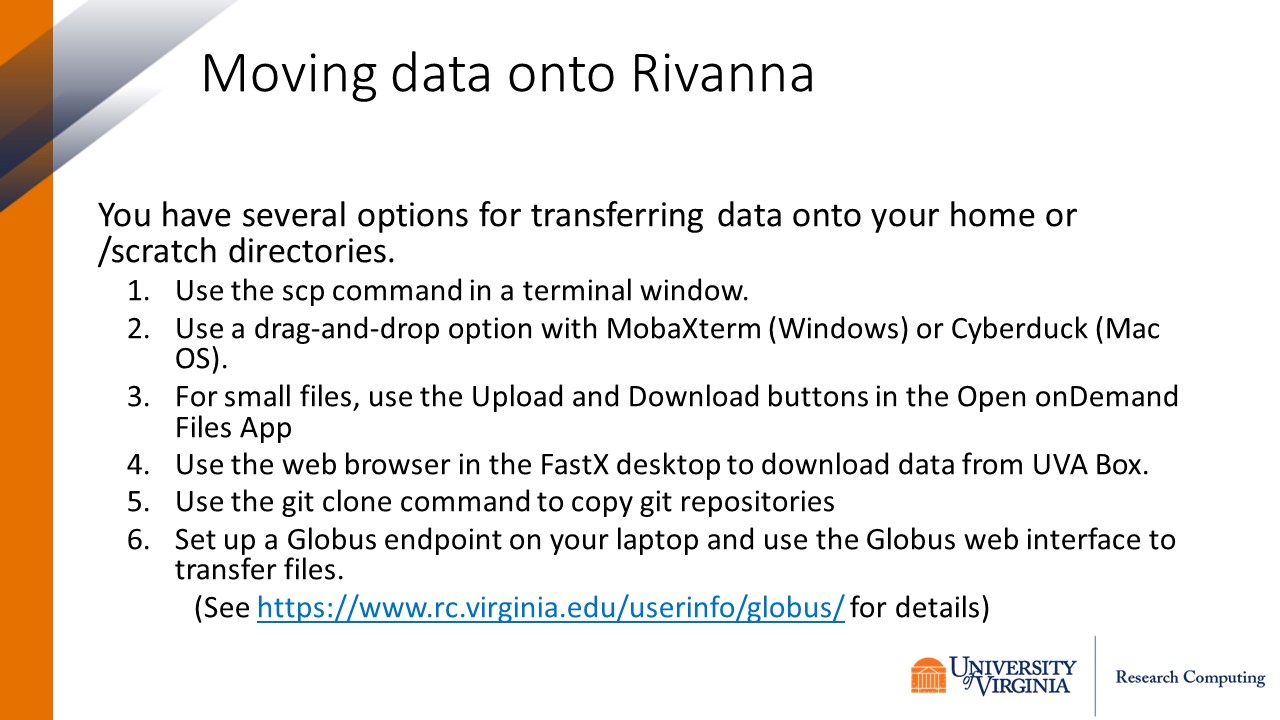 Moving data onto Rivanna
You have several options for transferring data onto your home or
/scratch directories.
1. Use the scp command in a terminal window.
2. Use a drag-and-drop option with MobaXterm (Windows) or Cyberduck (Mac
OS).
3. For small files, use the Upload and Download buttons in the Open onDemand
Files App
4. Use the web browser in the FastX desktop to download data from UVA Box.
5. Use the git clone command to copy git repositories
6. Set up a Globus endpoint on your laptop and use the Globus web interface to
transfer files.
(See https://www.rc.virginia.edu/userinfo/globus/ for details)
UNIVERSITY
of VIRGINIA
Research Computing